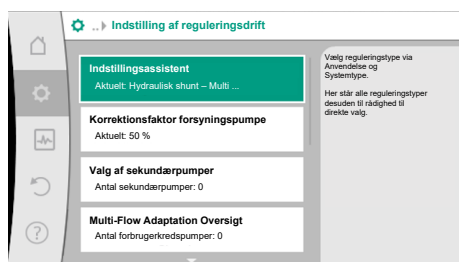 .. Indstilling af reguleringsdrift
Indstillingsassistent
Aktuelt: Hydraulisk shunt – Multi ...
Korrektionsfaktor forsyningspumpe
Aktuelt: 50 %
Valg af sekundærpumper
Antal sekundærpumper: 0
Multi-Flow Adaptation Oversigt
Antal forbrugerkredspumper: 0
Vælg reguleringstype via
Anvendelse og
Systemtype.
Her står alle reguleringstyper
desuden til rådighed til
direkte valg.
?